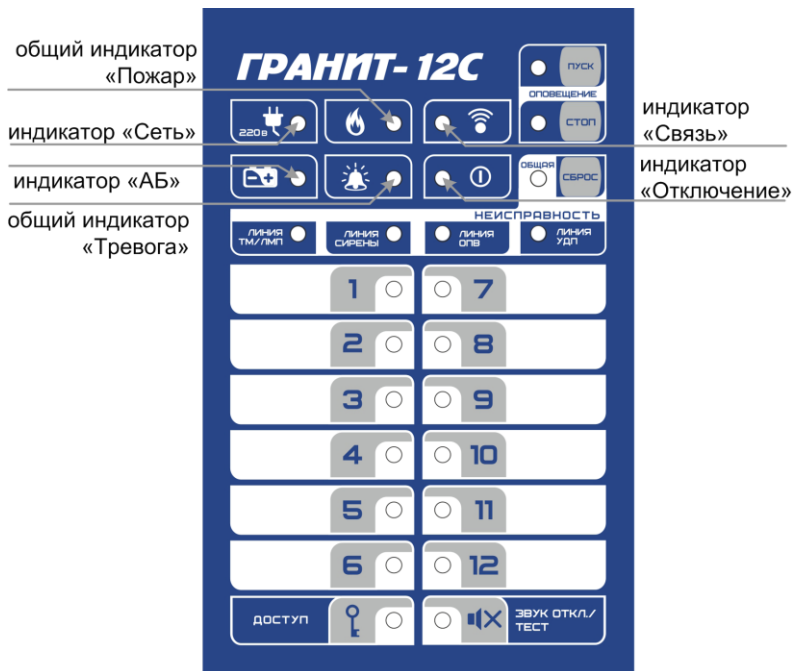 общий индикатор
«Пожар»
индикатор «Сеть»
индикатор «АБ»
общий индикатор
«Тревога»
ГРАНИТ-12С
ПУСК
ОПОВЕЩЕНИЕ
СТОП
220 В
ОБЩАЯ
СБРОС
НЕИСПРАВНОСТЬ
ЛИНИЯ
ТМ/ЛМП
ЛИНИЯ
СИРЕНЫ
ЛИНИЯ
ОПВ
ЛИНИЯ
УДП
1
7
2
8
3
9
4
10
5
11
6
12
ДОСТУП
ЗВУК ОТКЛ./
ТЕСТ
индикатор
«Связь»
индикатор
«Отключение»